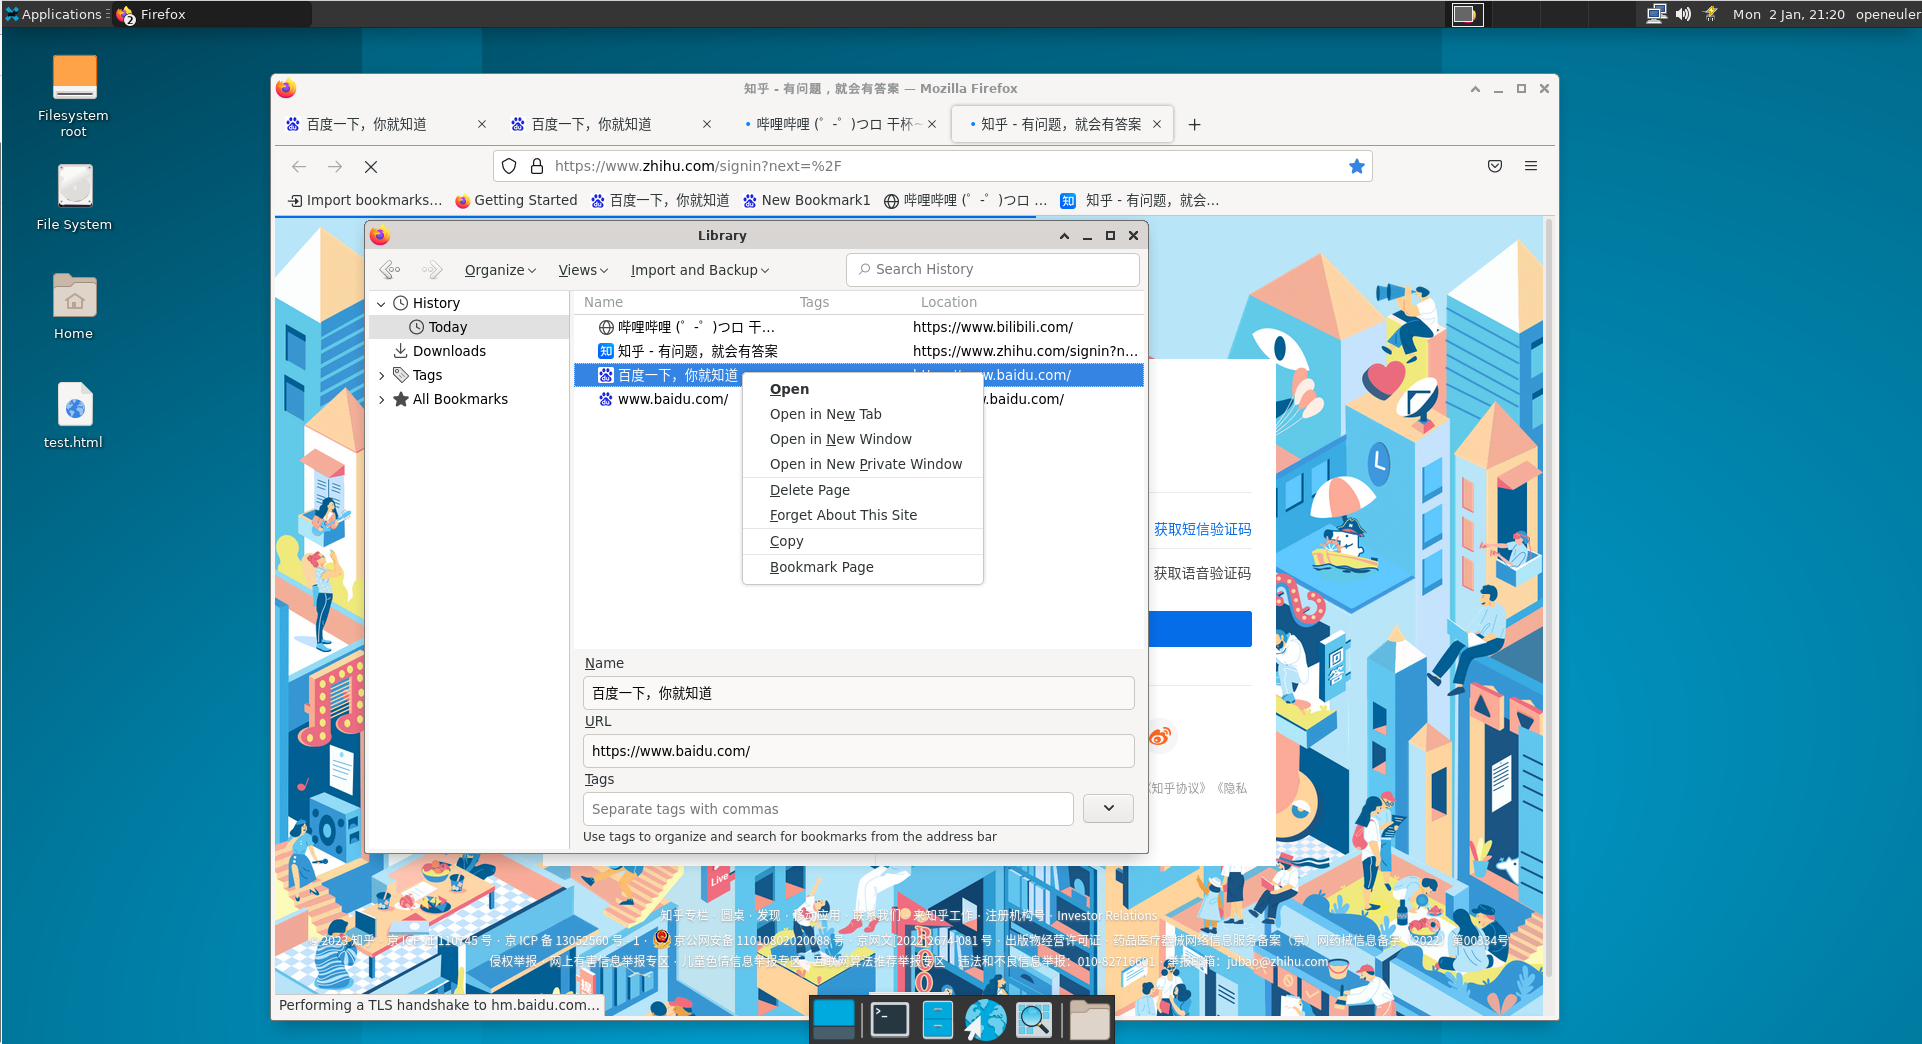 Applications
Firefox
2
Mon 2 Jan, 21:20 openeuler
Filesystem
root
File System
Home
test.html
知乎 - 有问题，就会有答案 — Mozilla Firefox
百度一下，你就知道
百度一下，你就知道
哔哩哔哩 (゜-゜)つロ 干杯~
知乎 - 有问题，就会有答案
https://www.zhihu.com/signin?next=%2F
Import bookmarks…
Getting Started
百度一下，你就知道
New Bookmark1
哔哩哔哩 (゜-゜)つロ …
知 知乎 - 有问题，就会…
Library
Organize
Views
Import and Backup
Search History
History
Today
Downloads
Tags
All Bookmarks
Name Tags Location
哔哩哔哩 (゜-゜)つロ 干… https://www.bilibili.com/
知 知乎 - 有问题，就会有答案 https://www.zhihu.com/signin?n…
百度一下，你就知道 w.baidu.com/
www.baidu.com/ .baidu.com/
Open
Open in New Tab
Open in New Window
Open in New Private Window
Delete Page
Forget About This Site
Copy
Bookmark Page
Name
百度一下，你就知道
URL
https://www.baidu.com/
Tags
Separate tags with commas
Use tags to organize and search for bookmarks from the address bar
获取短信验证码
获取语音验证码
回答
《知乎协议》《隐私
Live
知乎专栏 · 圆桌 · 发现 · 移动应用 · 联系我们 · 来知乎工作 · 注册机构号 · Investor Relations
© 2023 知乎 · 京 ICP 证 110745 号 · 京 ICP 备 13052560 号 - 1 · 京公网安备 11010802020088 号 · 京网文[2022]2674-081 号 · 出版物经营许可证 · 药品医疗器械网络信息服务备案（京）网药械信息备字（2022）第00334号
侵权举报 · 网上有害信息举报专区 · 儿童色情信息举报专区 · 互联网算法推荐举报专区 · 违法和不良信息举报：010-82716601 · 举报邮箱：jubao@zhihu.com
Performing a TLS handshake to hm.baidu.com…